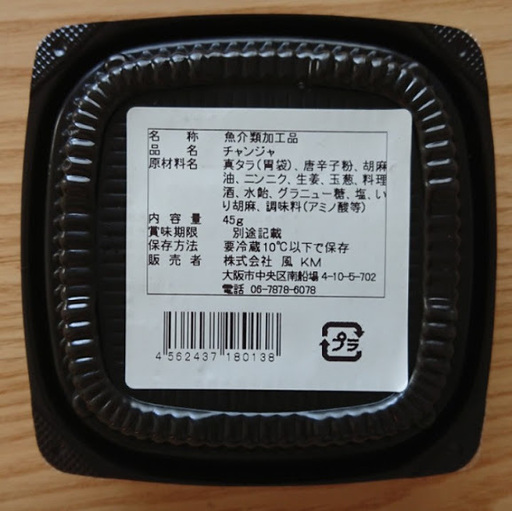 名称 魚介類加工品
品名 チャンジャ
原材料名 真タラ(胃袋)、唐辛子粉、胡麻
油、ニンニク、生姜、玉葱、料理
酒、水飴、グラニュー糖、塩、い
り胡麻、調味料(アミノ酸等)
内容量 45g
賞味期限 別途記載
保存方法 要冷蔵10℃以下で保存
販売者 株式会社 風 KM
大阪市中央区南船場4-10-5-702
電話 06-7878-6078
プラ
4 562437 180138